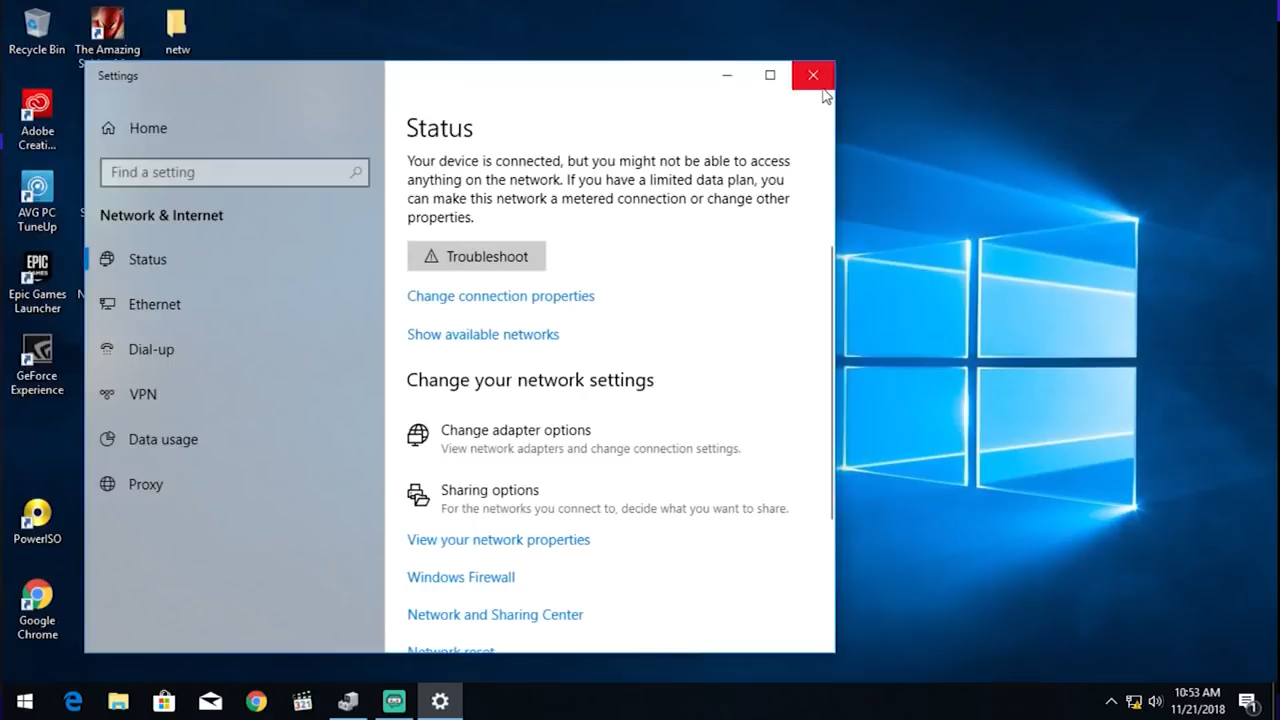 Recycle Bin
The Amazing
netw
Adobe
Creati...
AVG PC
TuneUp
EPIC
GAMES
Epic Games
Launcher
GeForce
Experience
PowerISO
Google
Chrome
Settings
Home
Find a setting
Network & Internet
Status
Ethernet
Dial-up
VPN
Data usage
Proxy
Status
Your device is connected, but you might not be able to access
anything on the network. If you have a limited data plan, you
can make this network a metered connection or change other
properties.
Troubleshoot
Change connection properties
Show available networks
Change your network settings
Change adapter options
View network adapters and change connection settings.
Sharing options
For the networks you connect to, decide what you want to share.
View your network properties
Windows Firewall
Network and Sharing Center
Network reset
321
10:53 AM
11/21/2018
1